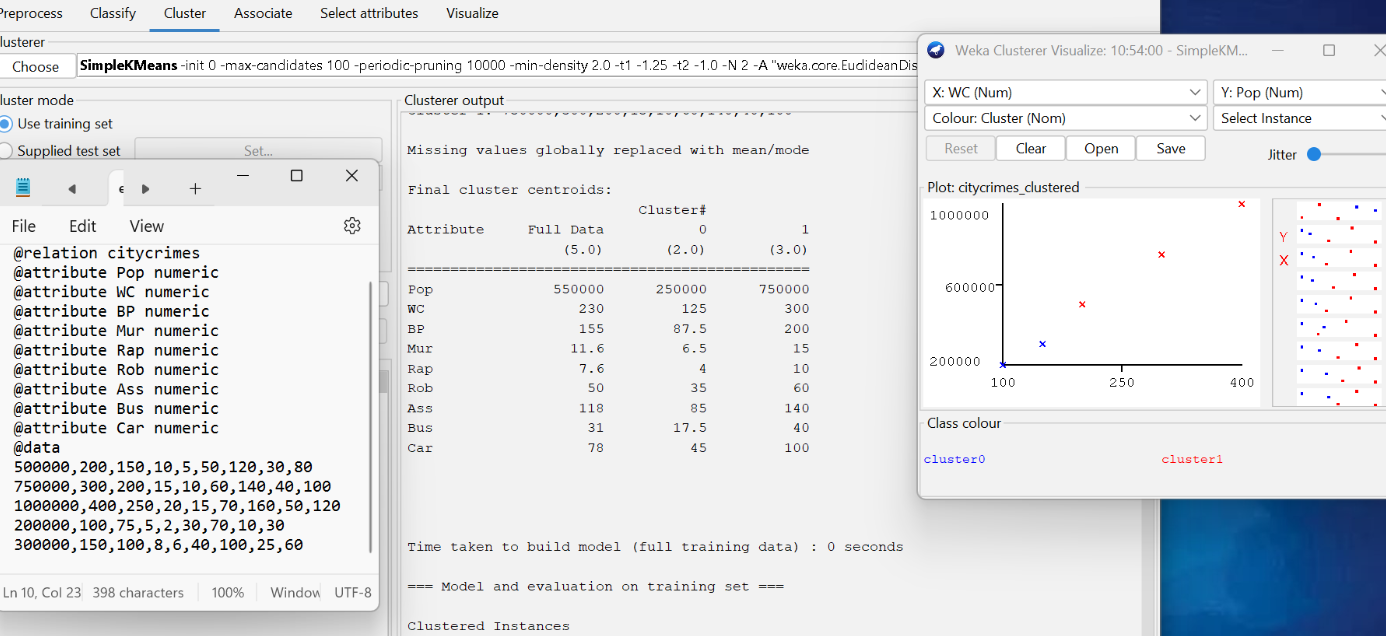 Preprocess Classify Cluster Associate Select attributes Visualize
lusterer
Choose SimpleKMeans -init 0 -max-candidates 100 -periodic-pruning 10000 -min-density 2.0 -t1 -1.25 -t2 -1.0 -N 2 -A "weka.core.EuclideanDis
luster mode
Use training set
Supplied test set Set...
File Edit View
@relation citycrimes
@attribute Pop numeric
@attribute WC numeric
@attribute BP numeric
@attribute Mur numeric
@attribute Rap numeric
@attribute Rob numeric
@attribute Ass numeric
@attribute Bus numeric
@attribute Car numeric
@data
500000,200,150,10,5,50,120,30,80
750000,300,200,15,10,60,140,40,100
1000000,400,250,20,15,70,160,50,120
200000,100,75,5,2,30,70,10,30
300000,150,100,8,6,40,100,25,60
Ln 10, Col 23 398 characters 100% Window UTF-8
Clusterer output
Missing values globally replaced with mean/mode
Final cluster centroids:
Cluster#
Attribute Full Data 0 1
(5.0) (2.0) (3.0)
==========================================================
Pop 550000 250000 750000
WC 230 125 300
BP 155 87.5 200
Mur 11.6 6.5 15
Rap 7.6 4 10
Rob 50 35 60
Ass 118 85 140
Bus 31 17.5 40
Car 78 45 100
Time taken to build model (full training data) : 0 seconds
=== Model and evaluation on training set ===
Clustered Instances
Weka Clusterer Visualize: 10:54:00 - SimpleKM...
X: WC (Num) Y: Pop (Num)
Colour: Cluster (Nom) Select Instance
Reset Clear Open Save Jitter
Plot: citycrimes_clustered
1000000
600000
200000
100 250 400
Y
X
Class colour
cluster0 cluster1